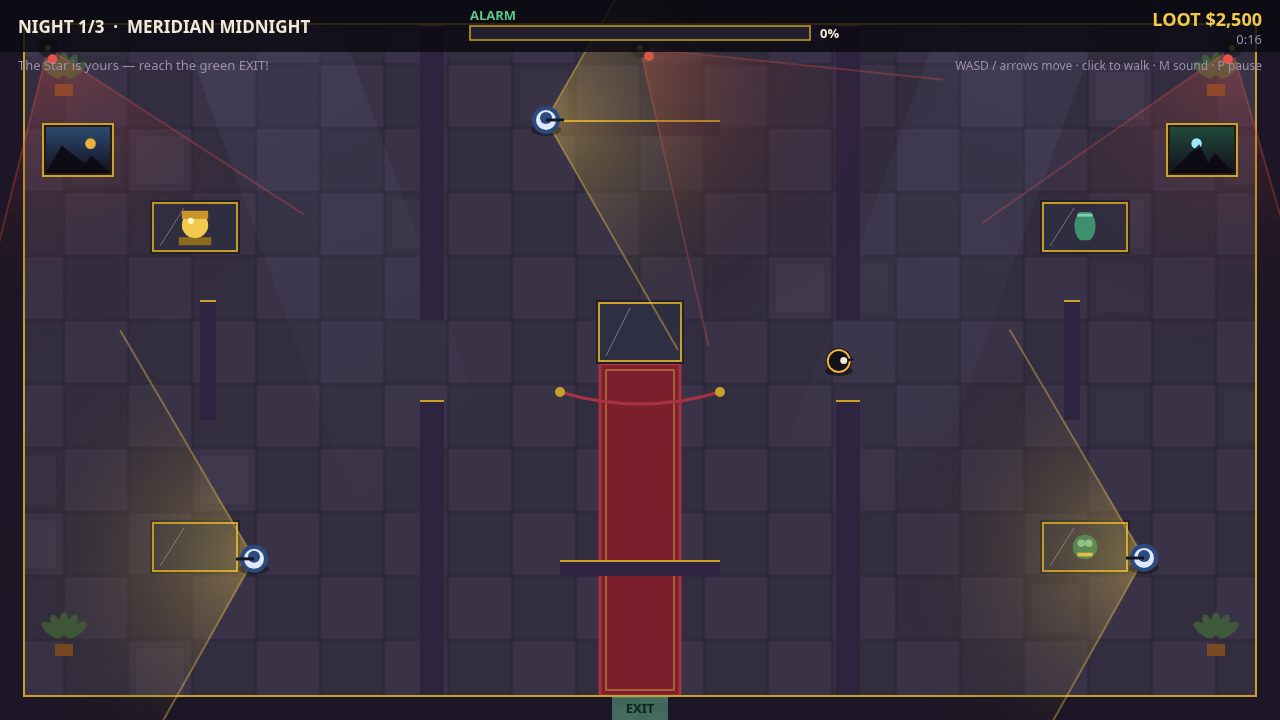 NIGHT 1/3 · MERIDIAN MIDNIGHT
ALARM
0%
LOOT $2,500
0:16
The Star is yours — reach the green EXIT!
WASD / arrows move · click to walk · M sound · P pause
EXIT